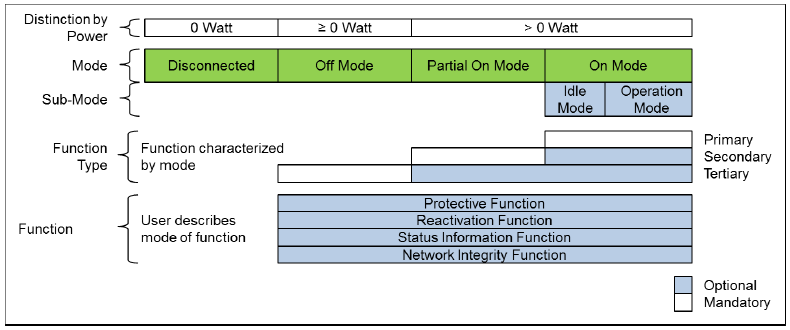 Distinction by
Power
0 Watt
≥ 0 Watt
> 0 Watt
Mode
Disconnected
Off Mode
Partial On Mode
On Mode
Sub-Mode
Idle
Mode
Operation
Mode
Function
Type
Function characterized
by mode
Primary
Secondary
Tertiary
Function
User describes
mode of function
Protective Function
Reactivation Function
Status Information Function
Network Integrity Function
Optional
Mandatory